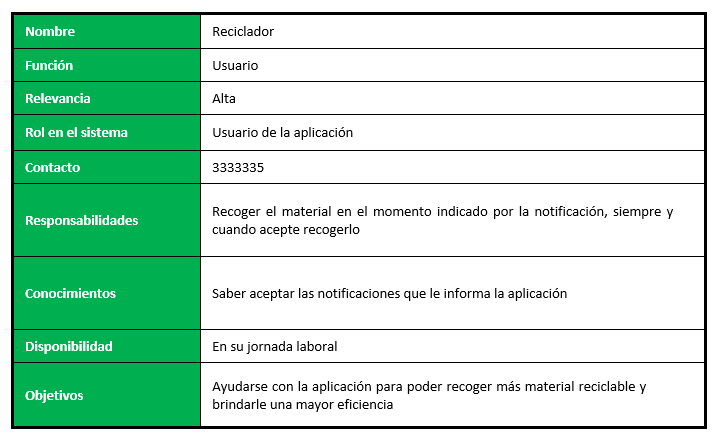 Nombre
Reciclador
Función
Usuario
Relevancia
Alta
Rol en el sistema
Usuario de la aplicación
Contacto
3333335
Responsabilidades
Recoger el material en el momento indicado por la notificación, siempre y
cuando acepte recogerlo
Conocimientos
Saber aceptar las notificaciones que le informa la aplicación
Disponibilidad
En su jornada laboral
Objetivos
Ayudarse con la aplicación para poder recoger más material reciclable y
brindarle una mayor eficiencia